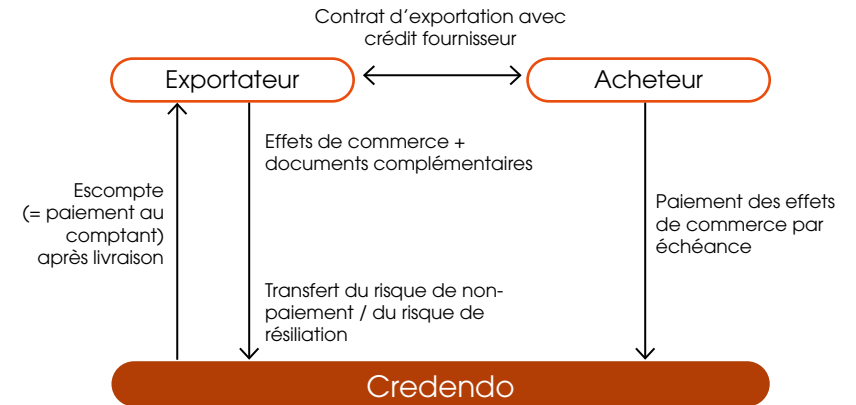 Contrat d’exportation avec
crédit fournisseur
Exportateur
Acheteur
Effets de commerce +
documents complémentaires
Escompte
(= paiement au
comptant)
après livraison
Paiement des effets
de commerce par
échéance
Transfert du risque de non-
paiement / du risque de
résiliation
Credendo